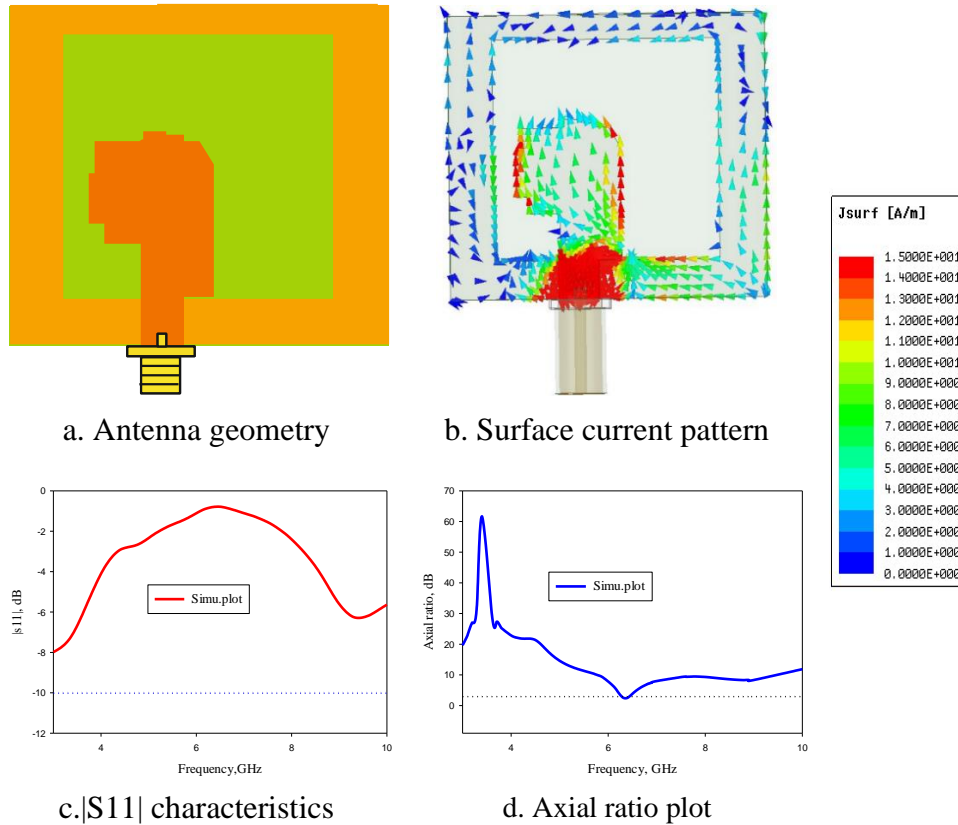 a. Antenna geometry
b. Surface current pattern
Jsurf [A/m]
1.5000E+001
1.4000E+001
1.3000E+001
1.2000E+001
1.1000E+001
1.0000E+001
9.0000E+000
8.0000E+000
7.0000E+000
6.0000E+000
5.0000E+000
4.0000E+000
3.0000E+000
2.0000E+000
1.0000E+000
0.0000E+000
0
-2
-4
-6
-8
-10
-12
|s11|, dB
Simu.plot
4
6
8
10
Frequency,GHz
c.|S11| characteristics
70
60
50
40
30
20
10
0
Axial ratio, dB
Simu.plot
4
6
8
10
Frequency, GHz
d. Axial ratio plot